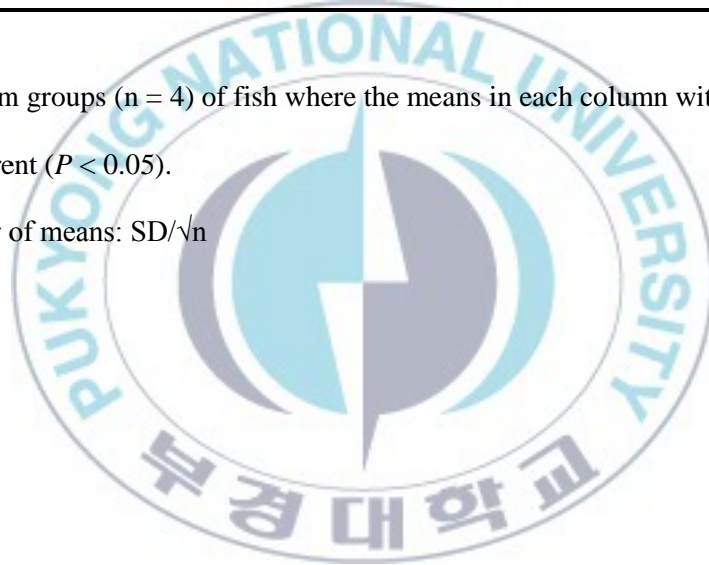 PUKYONG NATIONAL UNIVERSITY
m groups (n = 4) of fish where the means in each column wit
rent (P < 0.05).
r of means: SD/√n
부경대학교